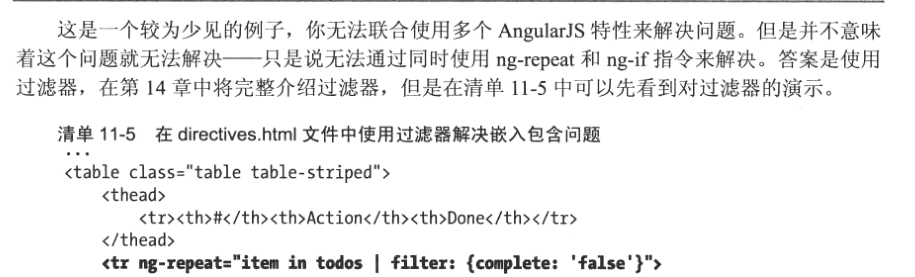 这是一个较为少见的例子，你无法联合使用多个 AngularJS 特性来解决问题。但是并不意味
着这个问题就无法解决——只是说无法通过同时使用 ng-repeat 和 ng-if 指令来解决。答案是使用
过滤器，在第 14 章中将完整介绍过滤器，但是在清单 11-5 中可以先看到对过滤器的演示。
清单 11-5 在 directives.html 文件中使用过滤器解决嵌入包含问题
...
<table class="table table-striped">
<thead>
<tr><th>#</th><th>Action</th><th>Done</th></tr>
</thead>
<tr ng-repeat="item in todos | filter: {complete: 'false'}">